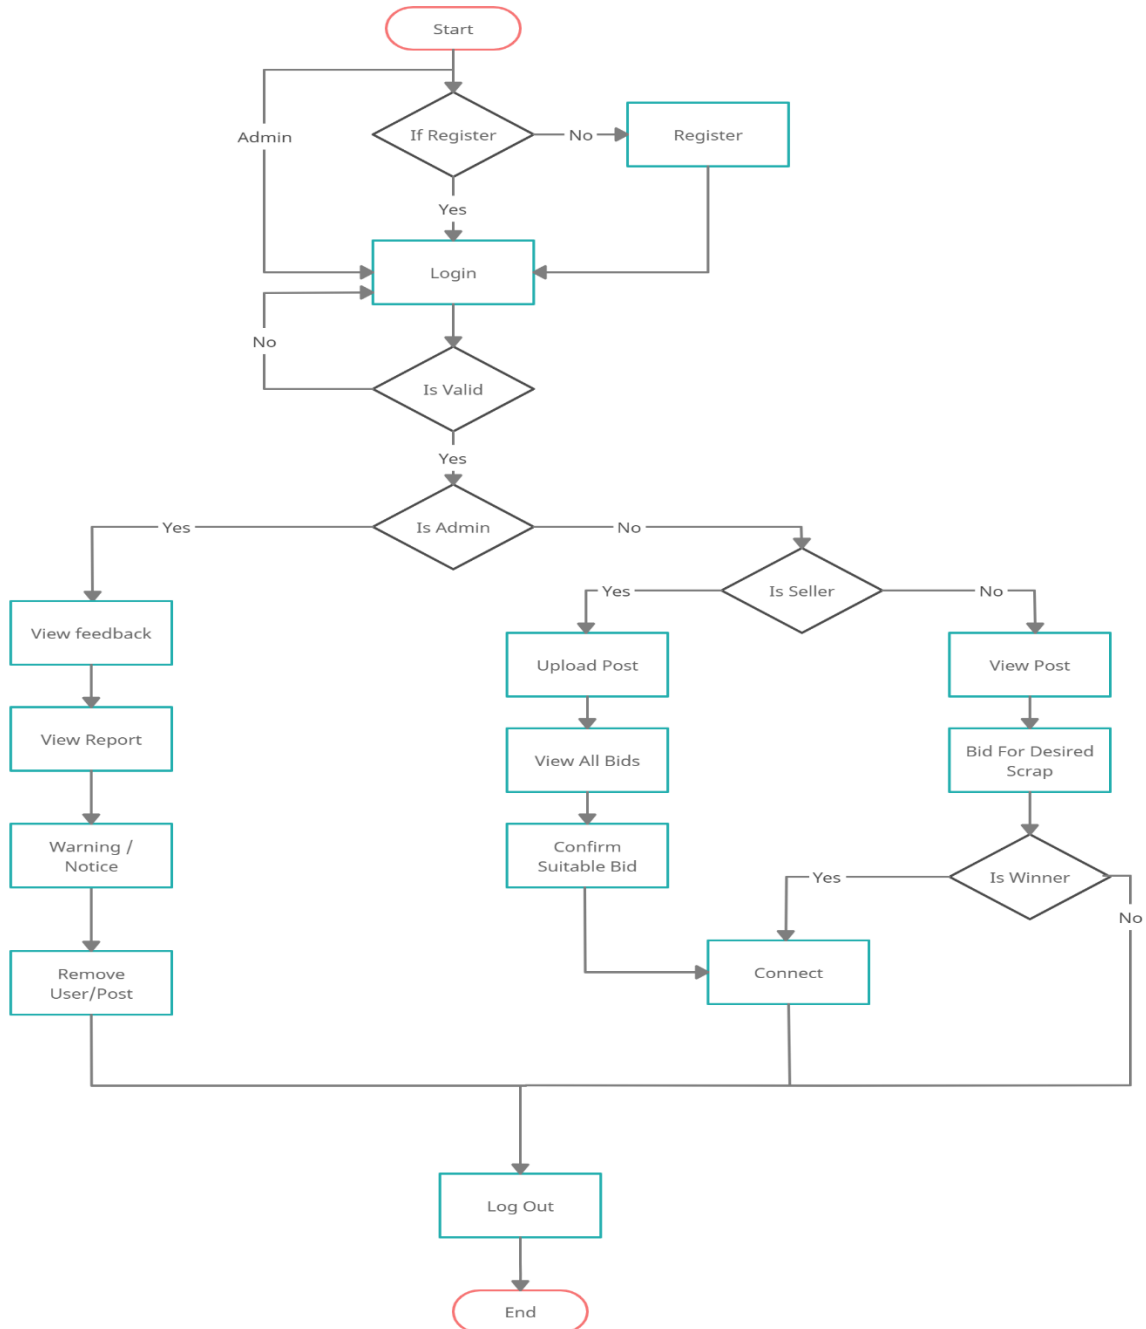 Start
Admin
If Register
No
Register
Yes
Login
No
Is Valid
Yes
Yes
Is Admin
No
Yes
Is Seller
No
View feedback
Upload Post
View Post
View Report
View All Bids
Bid For Desired
Scrap
Warning /
Notice
Confirm
Suitable Bid
Yes
Is Winner
No
Remove
User/Post
Connect
Log Out
End